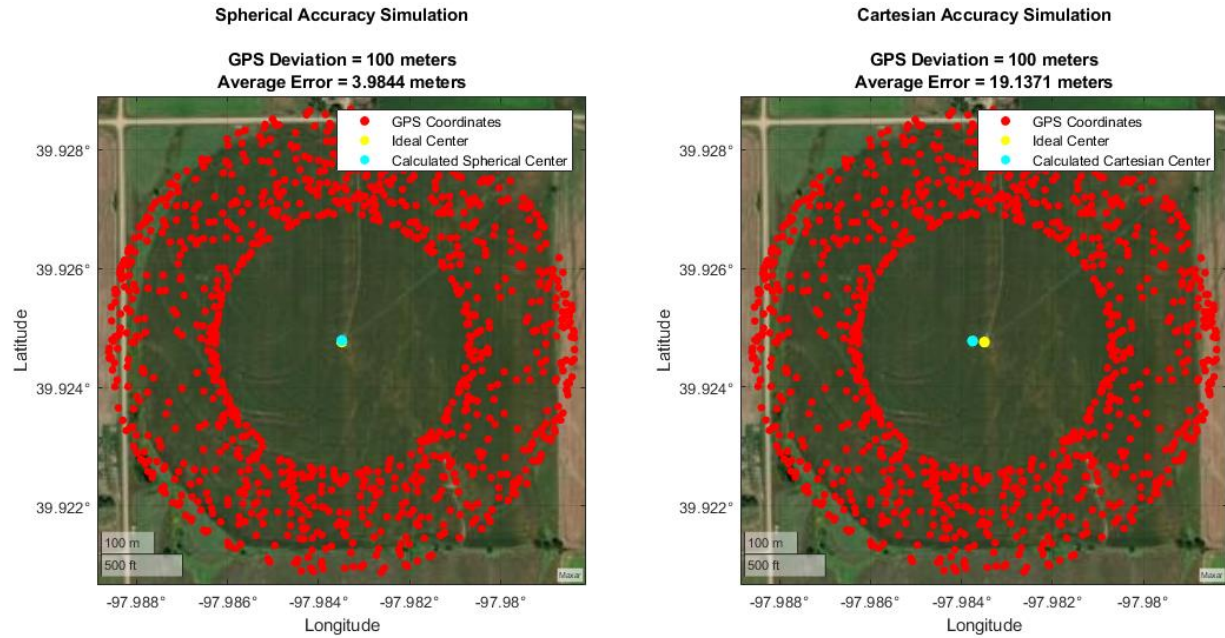 Spherical Accuracy Simulation
GPS Deviation = 100 meters
Average Error = 3.9844 meters
GPS Coordinates
Ideal Center
Calculated Spherical Center
39.928°
39.926°
39.924°
39.922°
Latitude
100 m
500 ft
Maxar
-97.988°
-97.986°
-97.984°
-97.982°
-97.98°
Longitude
Cartesian Accuracy Simulation
GPS Deviation = 100 meters
Average Error = 19.1371 meters
GPS Coordinates
Ideal Center
Calculated Cartesian Center
39.928°
39.926°
39.924°
39.922°
Latitude
100 m
500 ft
Maxar
-97.988°
-97.986°
-97.984°
-97.982°
-97.98°
Longitude